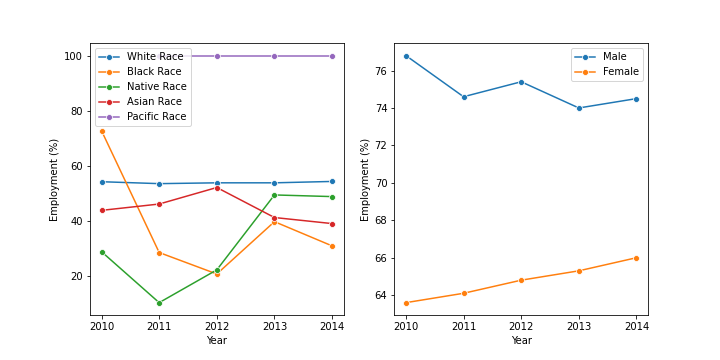 White Race
Black Race
Native Race
Asian Race
Pacific Race
100
80
60
40
20
Employment (%)
2010 2011 2012 2013 2014
Year
Male
Female
76
74
72
70
68
66
64
Employment (%)
2010 2011 2012 2013 2014
Year